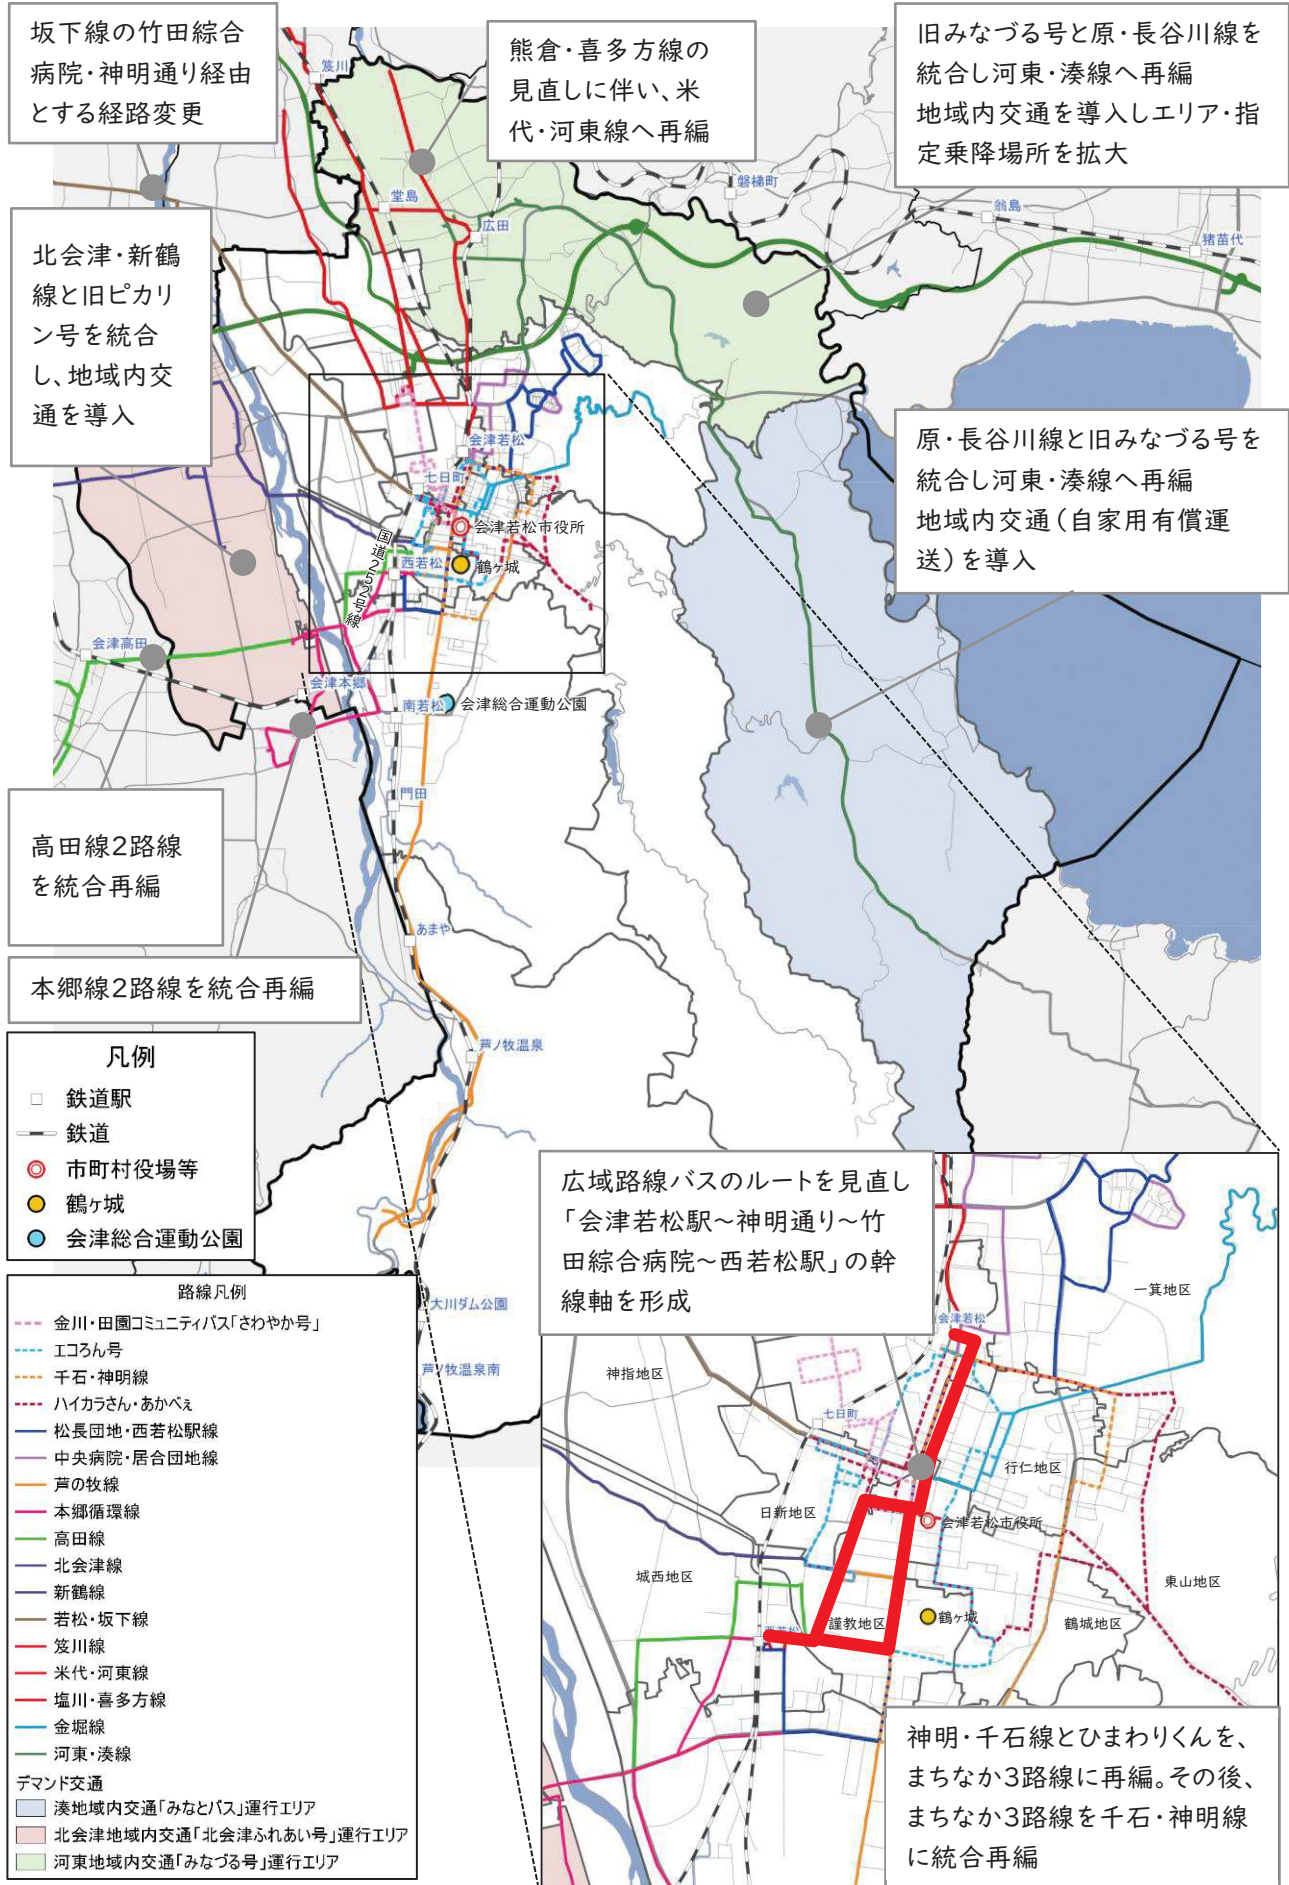 坂下線の竹田綜合
病院・神明通り経由
とする経路変更
熊倉・喜多方線の
見直しに伴い、米
代・河東線へ再編
旧みなづる号と原・長谷川線を
統合し河東・湊線へ再編
地域内交通を導入しエリア・指
定乗降場所を拡大
笈川
堂島
広田
磐梯町
翁島
猪苗代
北会津・新鶴
線と旧ピカリ
ン号を統合
し、地域内交
通を導入
原・長谷川線と旧みなづる号を
統合し河東・湊線へ再編
地域内交通(自家用有償運
送)を導入
会津若松
七日町
会津若松市役所
国道252号線
西若松
鶴ヶ城
会津高田
会津本郷
南若松
会津総合運動公園
門田
あまや
芦ノ牧温泉
大川ダム公園
芦ノ牧温泉南
高田線2路線
を統合再編
本郷線2路線を統合再編
凡例
鉄道駅
鉄道
市町村役場等
鶴ヶ城
会津総合運動公園
路線凡例
金川・田園コミュニティバス「さわやか号」
エコろん号
千石・神明線
ハイカラさん・あかべぇ
松長団地・西若松駅線
中央病院・居合団地線
芦の牧線
本郷循環線
高田線
北会津線
新鶴線
若松・坂下線
笈川線
米代・河東線
塩川・喜多方線
金堀線
河東・湊線
デマンド交通
湊地域内交通「みなとバス」運行エリア
北会津地域内交通「北会津ふれあい号」運行エリア
河東地域内交通「みなづる号」運行エリア
広域路線バスのルートを見直し
「会津若松駅~神明通り~竹
田綜合病院~西若松駅」の幹
線軸を形成
会津若松
一箕地区
神指地区
七日町
行仁地区
日新地区
会津若松市役所
城西地区
東山地区
謹教地区
鶴ヶ城
鶴城地区
西若松
神明・千石線とひまわりくんを、
まちなか3路線に再編。その後、
まちなか3路線を千石・神明線
に統合再編